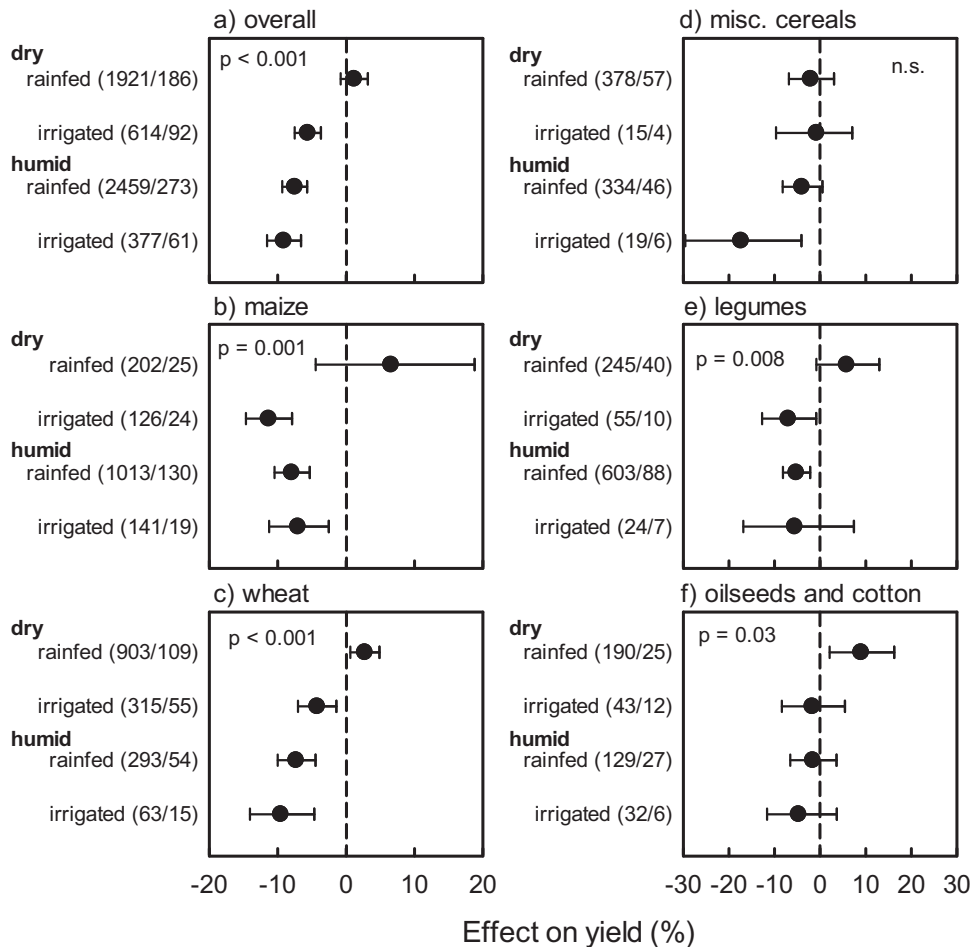 a) overall
p < 0.001
dry
rainfed (1921/186)
irrigated (614/92)
humid
rainfed (2459/273)
irrigated (377/61)
b) maize
p = 0.001
dry
rainfed (202/25)
irrigated (126/24)
humid
rainfed (1013/130)
irrigated (141/19)
c) wheat
p < 0.001
dry
rainfed (903/109)
irrigated (315/55)
humid
rainfed (293/54)
irrigated (63/15)
-20 -10 0 10 20
d) misc. cereals
n.s.
dry
rainfed (378/57)
irrigated (15/4)
humid
rainfed (334/46)
irrigated (19/6)
e) legumes
p = 0.008
dry
rainfed (245/40)
irrigated (55/10)
humid
rainfed (603/88)
irrigated (24/7)
f) oilseeds and cotton
p = 0.03
dry
rainfed (190/25)
irrigated (43/12)
humid
rainfed (129/27)
irrigated (32/6)
-30 -20 -10 0 10 20 30
Effect on yield (%)